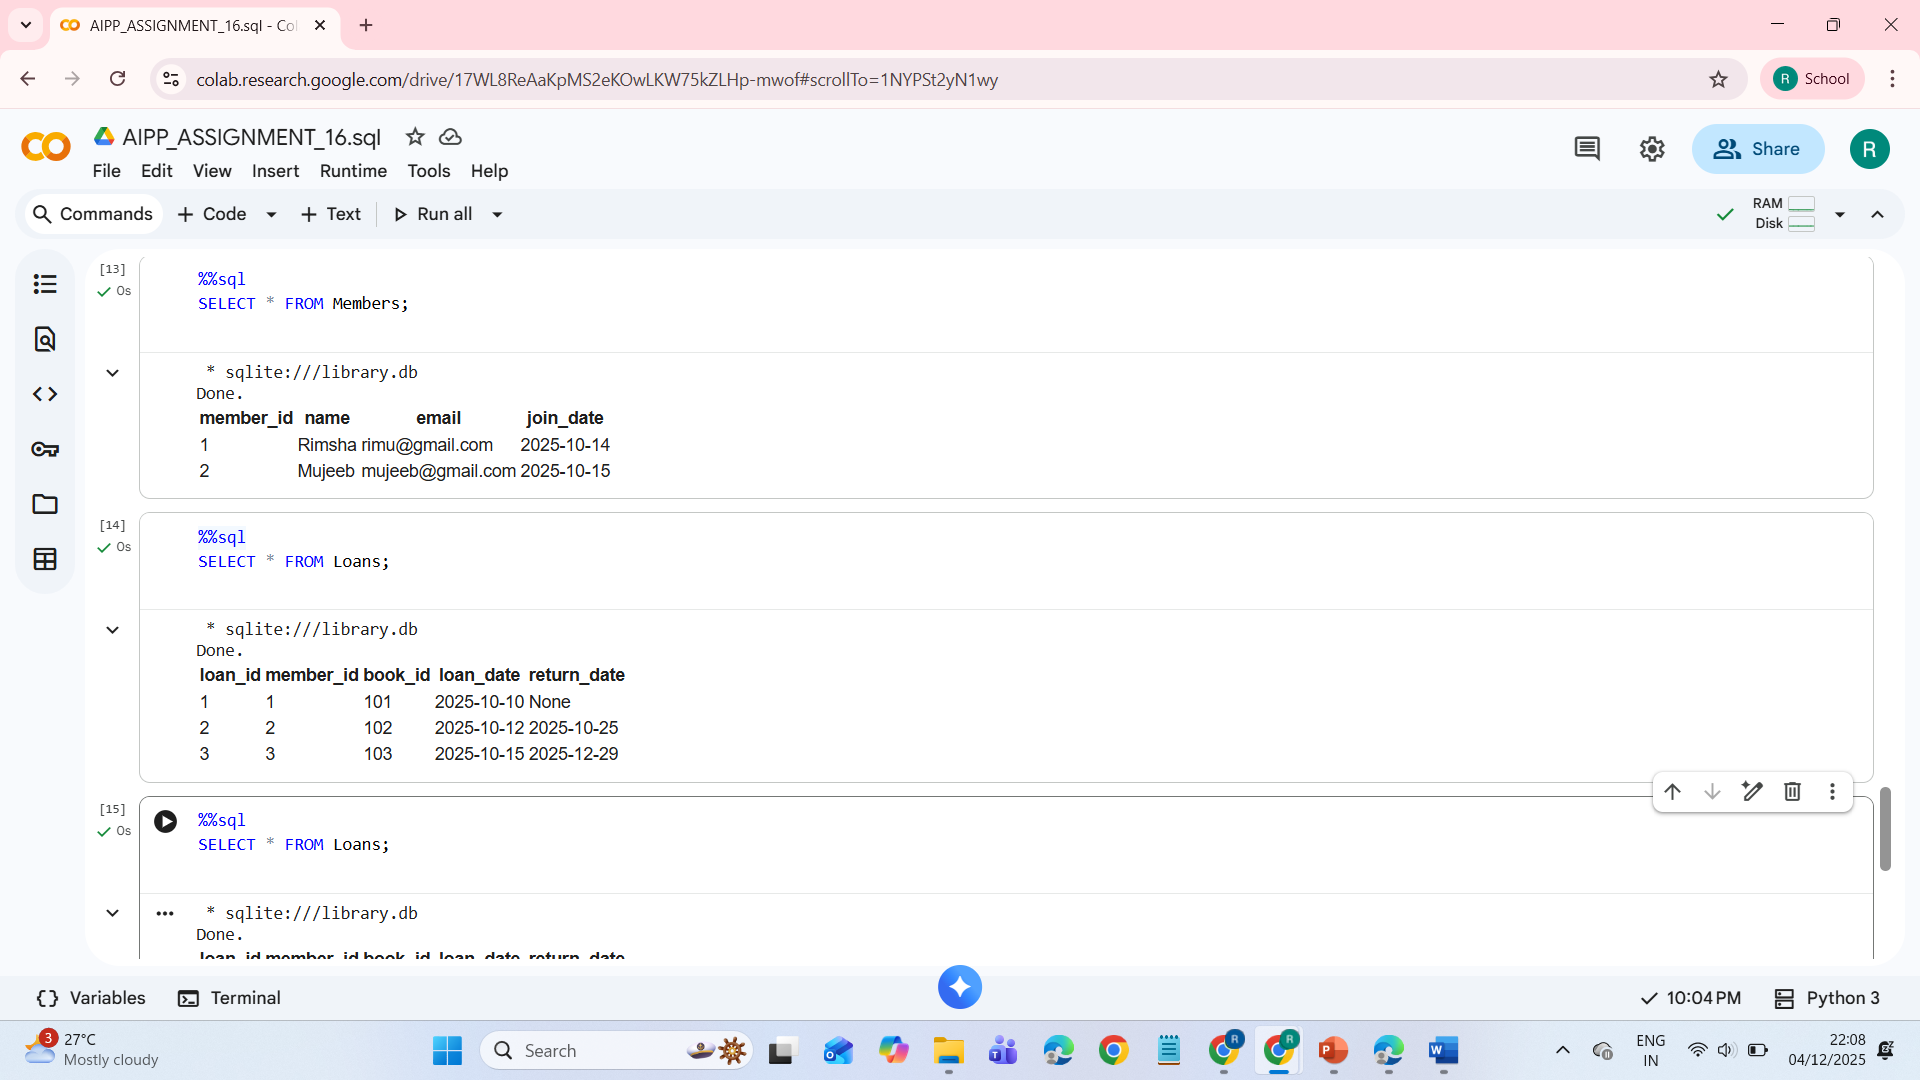 AIPP_ASSIGNMENT_16.sql - Col
colab.research.google.com/drive/17WL8ReAaKpMS2eKOwLKW75kZLHp-mwof#scrollTo=1NYPSt2yN1wy
R School
AIPP_ASSIGNMENT_16.sql
File Edit View Insert Runtime Tools Help
Share
R
Commands + Code + Text Run all
RAM
Disk
[13]
0s
%%sql
SELECT * FROM Members;
* sqlite:///library.db
Done.
member_id name email join_date
1 Rimsha rimu@gmail.com 2025-10-14
2 Mujeeb mujeeb@gmail.com 2025-10-15
[14]
0s
%%sql
SELECT * FROM Loans;
* sqlite:///library.db
Done.
loan_id member_id book_id loan_date return_date
1 1 101 2025-10-10 None
2 2 102 2025-10-12 2025-10-25
3 3 103 2025-10-15 2025-12-29
[15]
0s
%%sql
SELECT * FROM Loans;
* sqlite:///library.db
Done.
loan_id member_id book_id loan_date return_date
{} Variables Terminal
10:04 PM Python 3
3
27°C
Mostly cloudy
Search
ENG
IN
22:08
04/12/2025